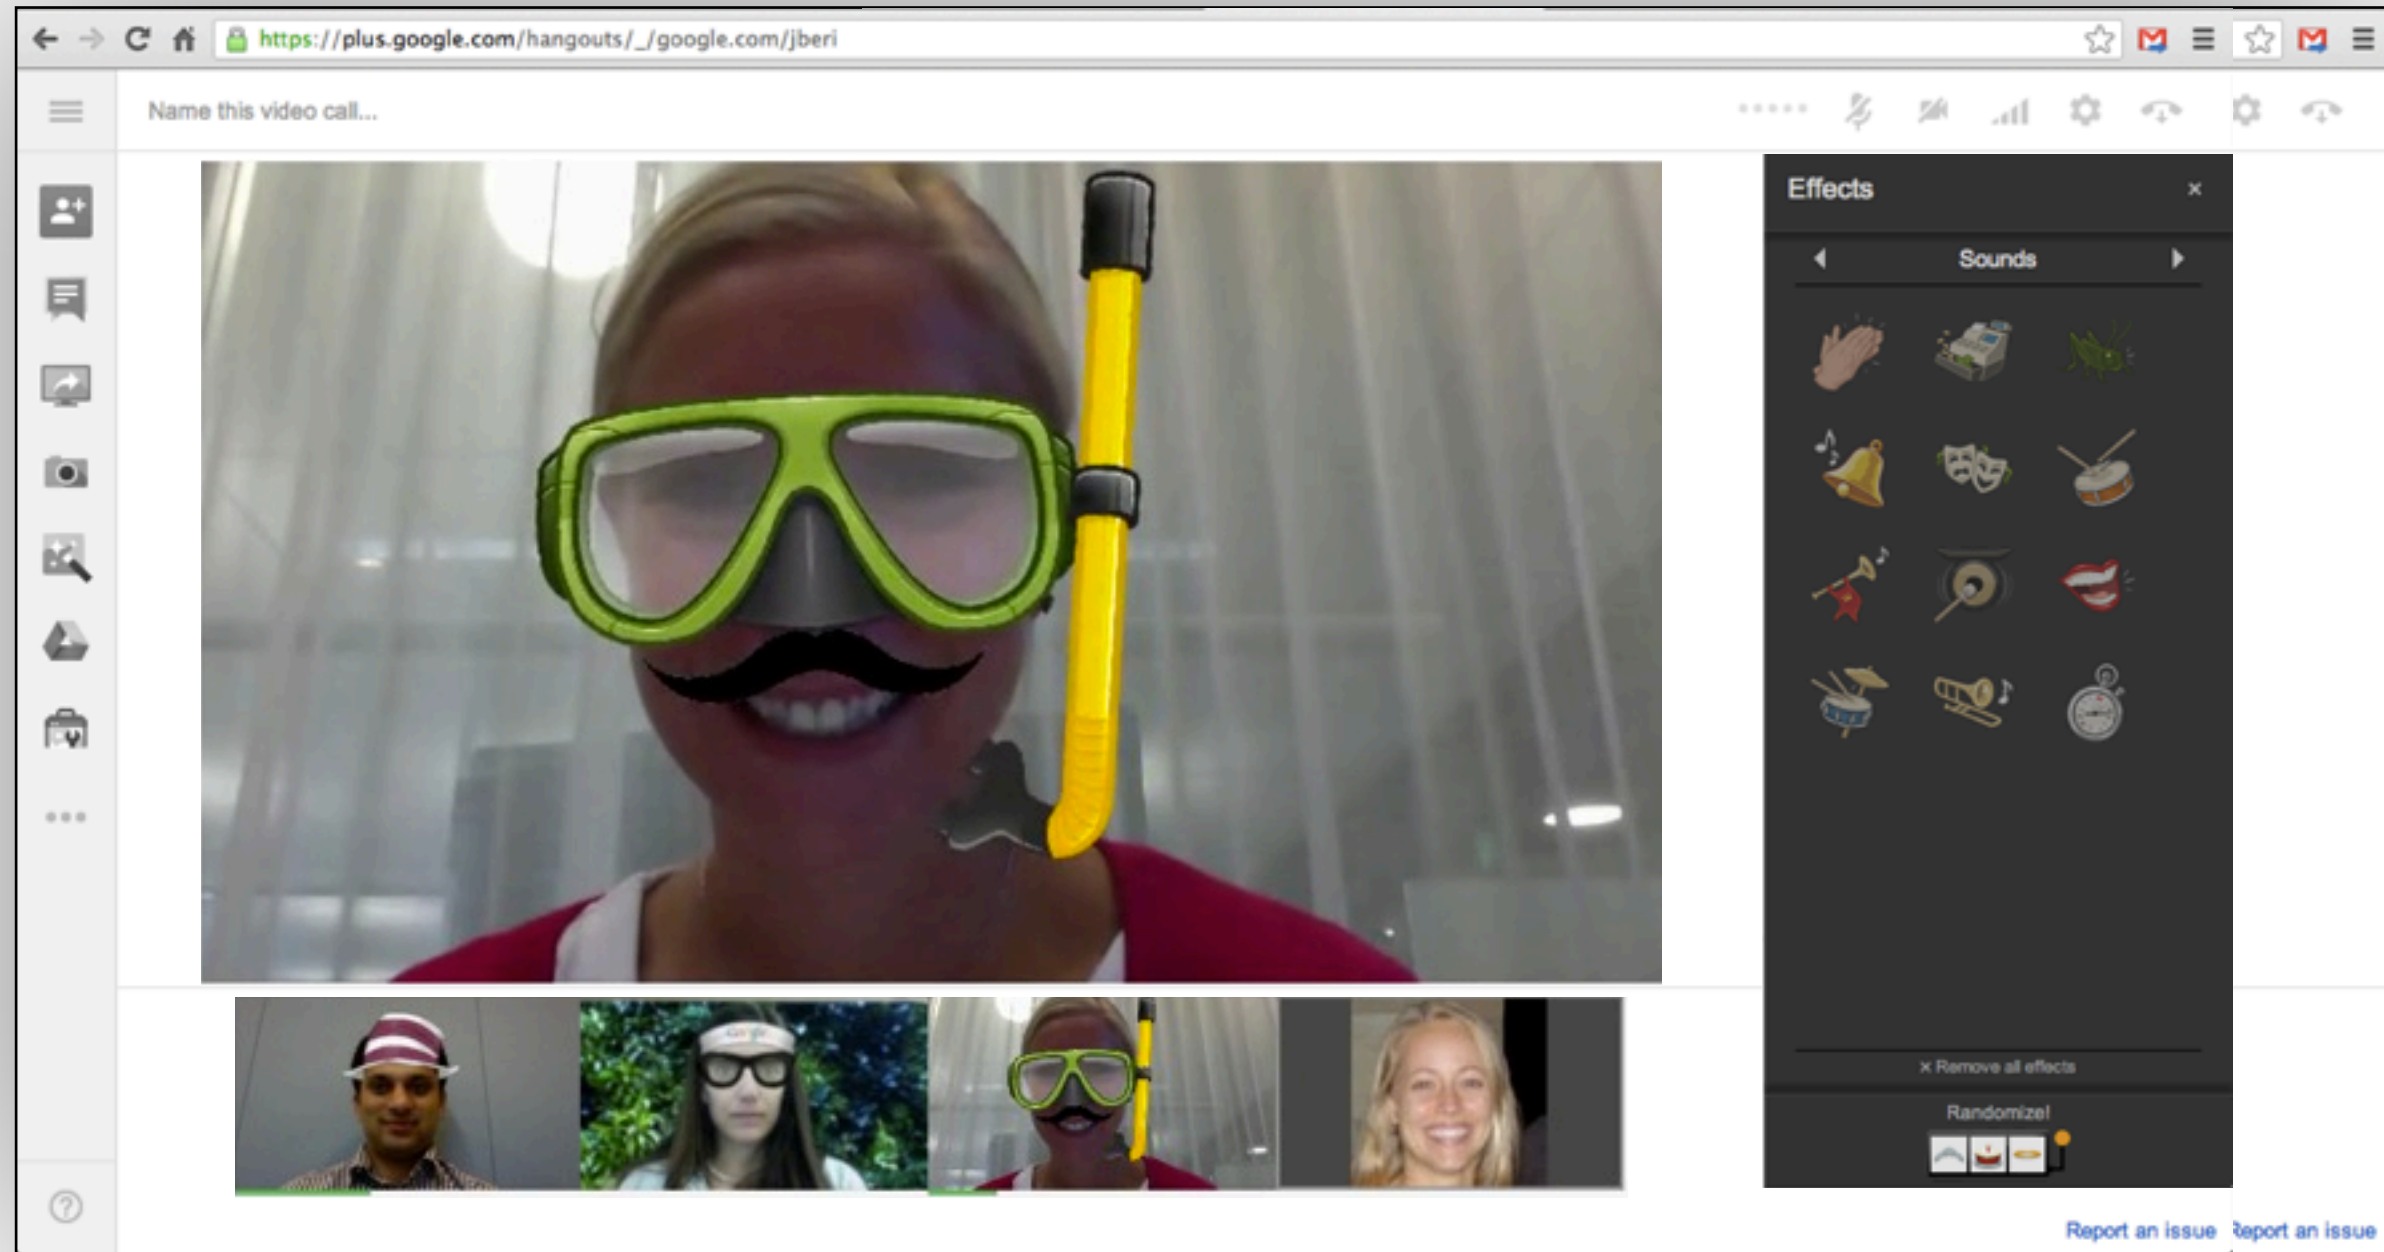 https://plus.google.com/hangouts/_/google.com/jberi
Name this video call...
Effects ×
Sounds
Google
× Remove all effects
Randomize!
Report an issue
Report an issue